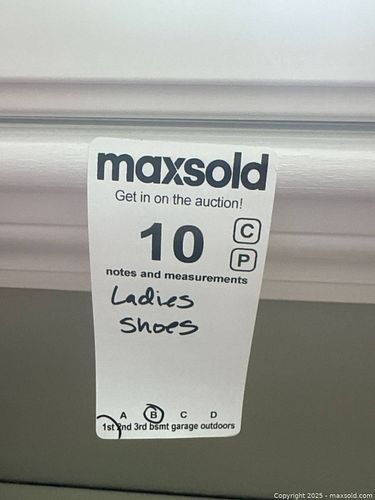 maxsold
Get in on the auction!
10
C
P
notes and measurements
Ladies
Shoes
A B C D
1st 2nd 3rd bsmt garage outdoors
Copyright © 2025 - maxsold.com